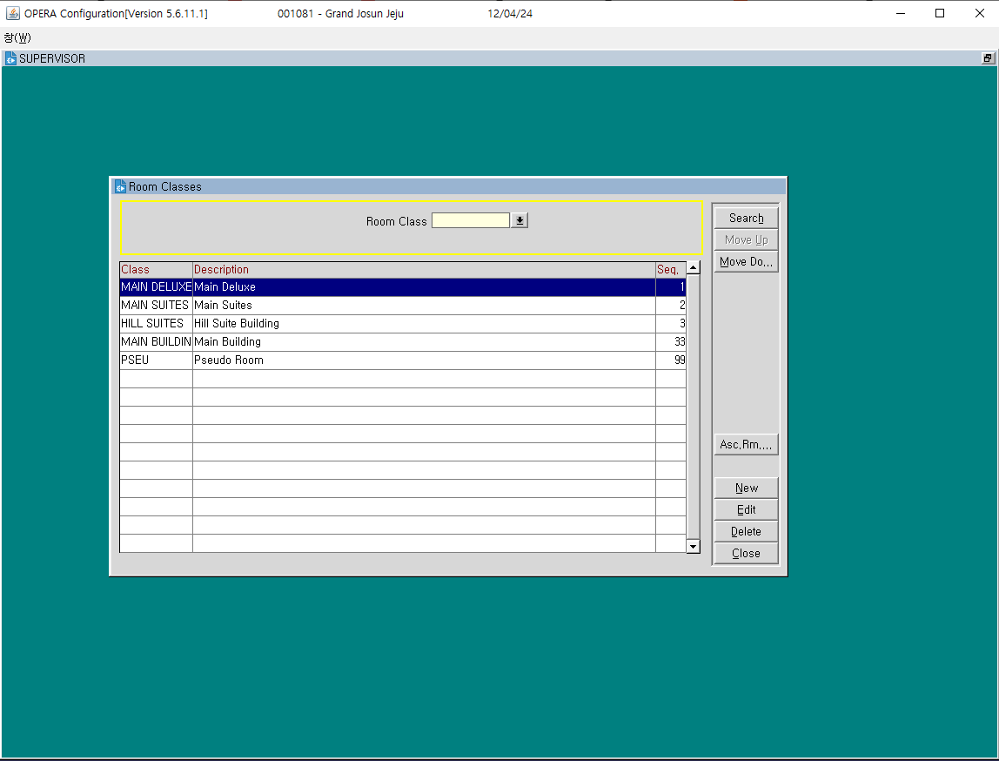 OPERA Configuration[Version 5.6.11.1] 001081 - Grand Josun Jeju 12/04/24
창(W)
SUPERVISOR
Room Classes
Room Class
Search
Move Up
Move Do...
Class Description Seq.
MAIN DELUXE Main Deluxe 1
MAIN SUITES Main Suites 2
HILL SUITES Hill Suite Building 3
MAIN BUILDIN Main Building 33
PSEU Pseudo Room 99
Asc.Rm....
New
Edit
Delete
Close